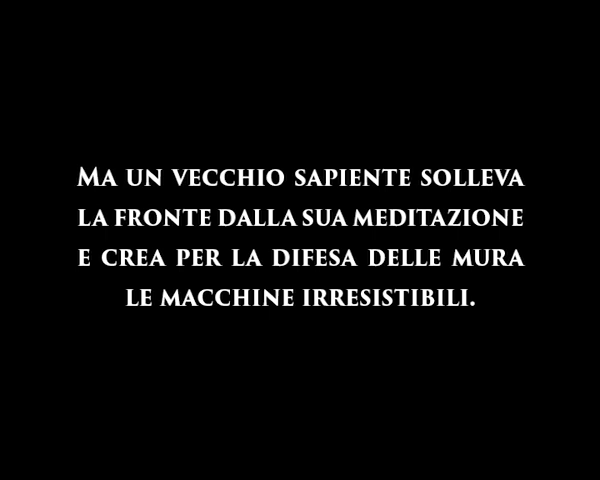 Ma un vecchio sapiente solleva
la fronte dalla sua meditazione
e crea per la difesa delle mura
le macchine irresistibili.